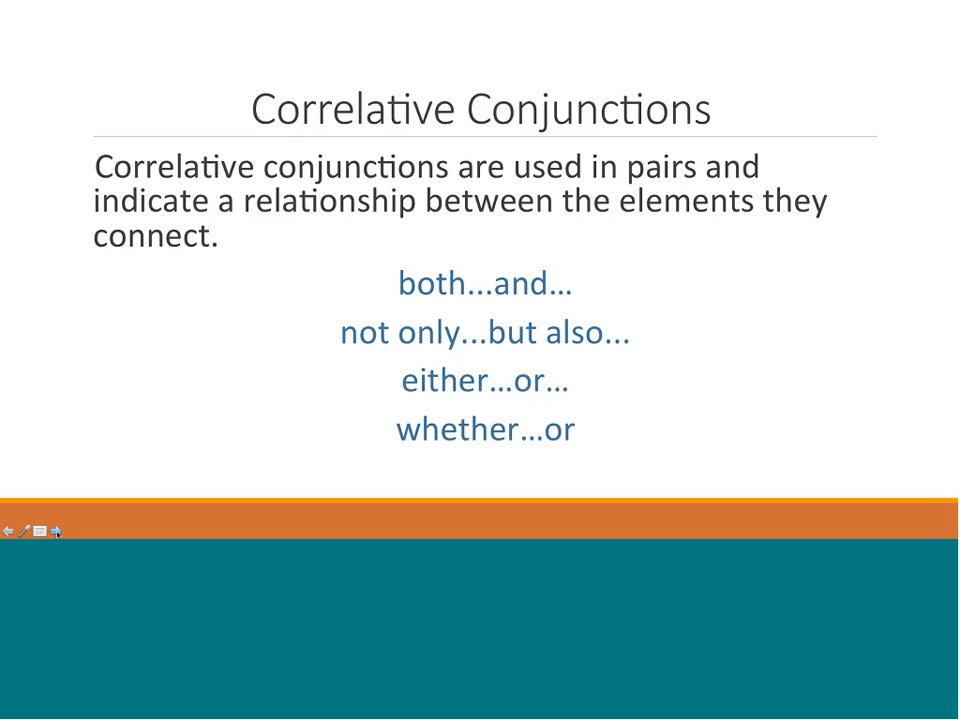 Correlative Conjunctions
Correlative conjunctions are used in pairs and
indicate a relationship between the elements they
connect.
both...and…
not only...but also...
either…or…
whether…or